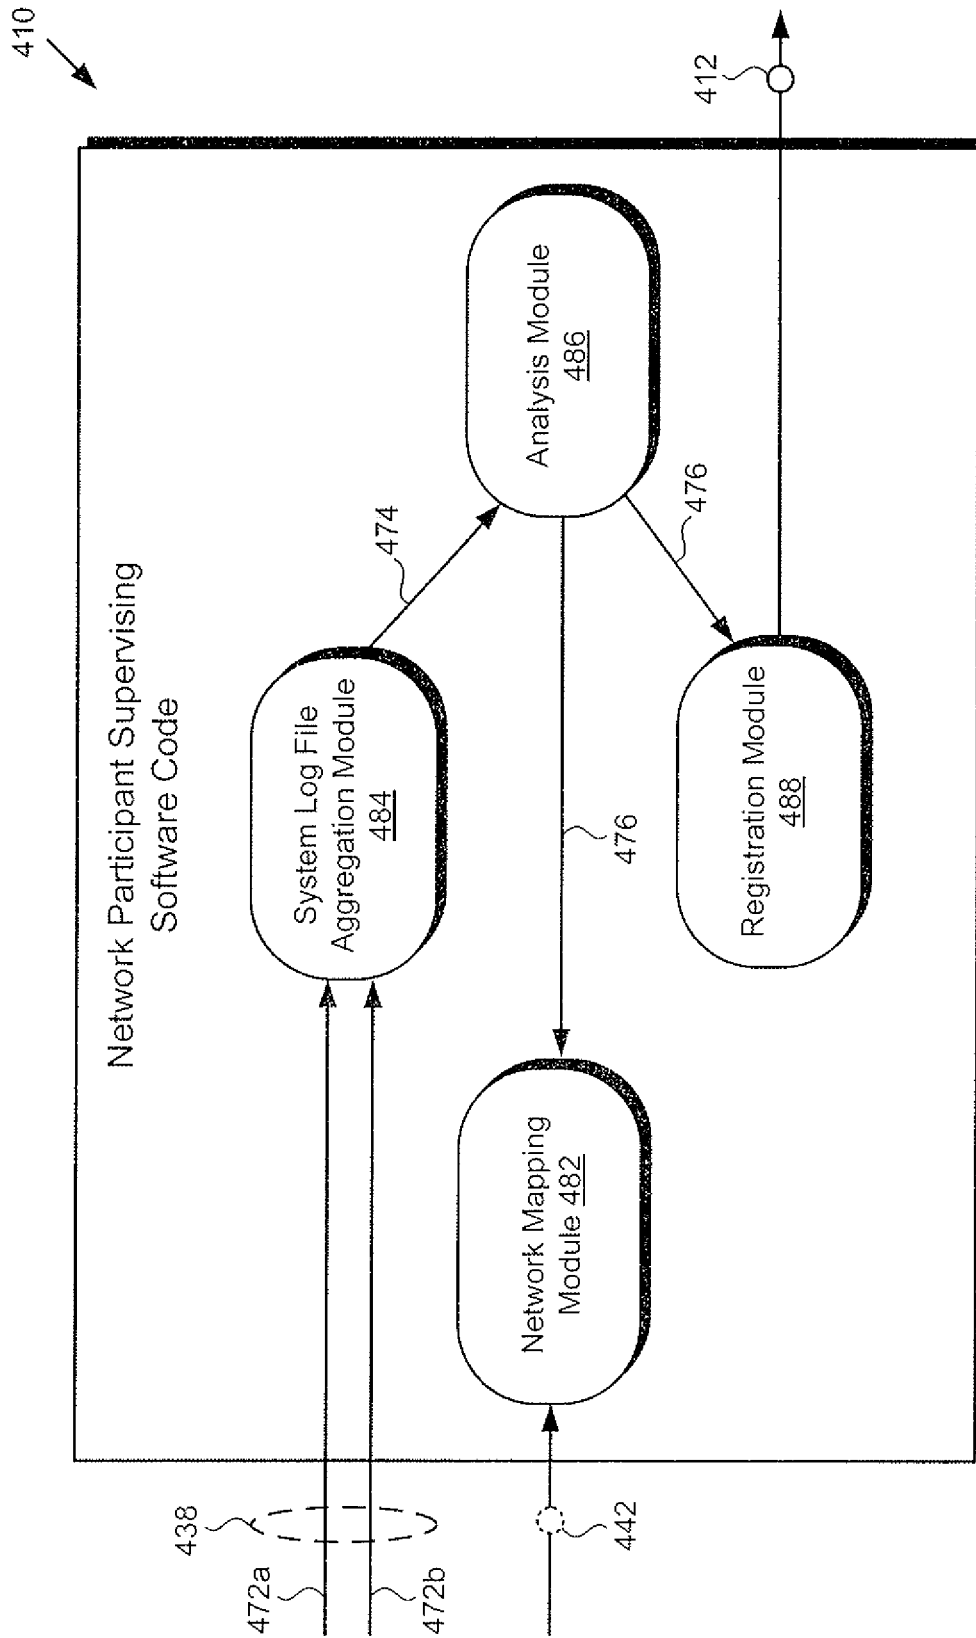 410
Network Participant Supervising
Software Code
412
438
472a
472b
System Log File
Aggregation Module
484
474
Analysis Module
486
442
Network Mapping
Module 482
476
476
Registration Module
488